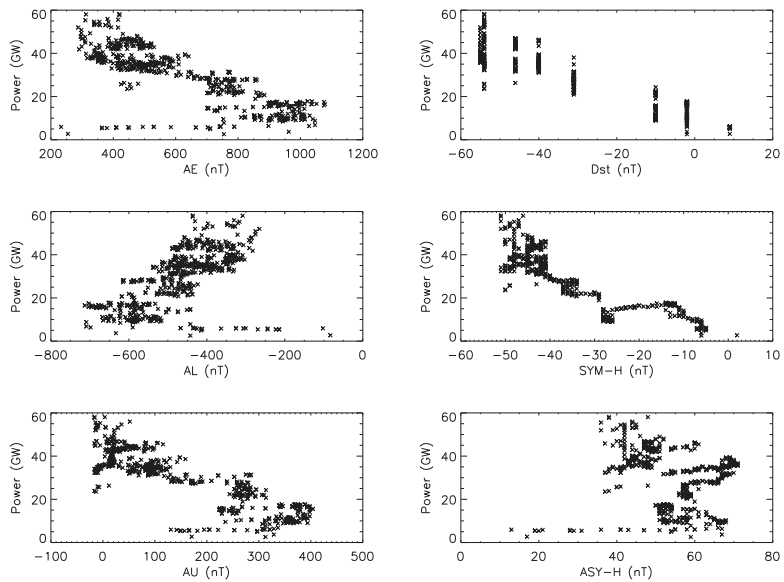 60
40
20
0
Power (GW)
200 400 600 800 1000 1200
AE (nT)
60
40
20
0
Power (GW)
−60 −40 −20 0 20
Dst (nT)
60
40
20
0
Power (GW)
−800 −600 −400 −200 0
AL (nT)
60
40
20
0
Power (GW)
−50 −40 −30 −20 −10 0 10
SYM−H (nT)
60
40
20
0
Power (GW)
−100 0 100 200 300 400 500
AU (nT)
60
40
20
0
Power (GW)
0 20 40 60 80
ASY−H (nT)